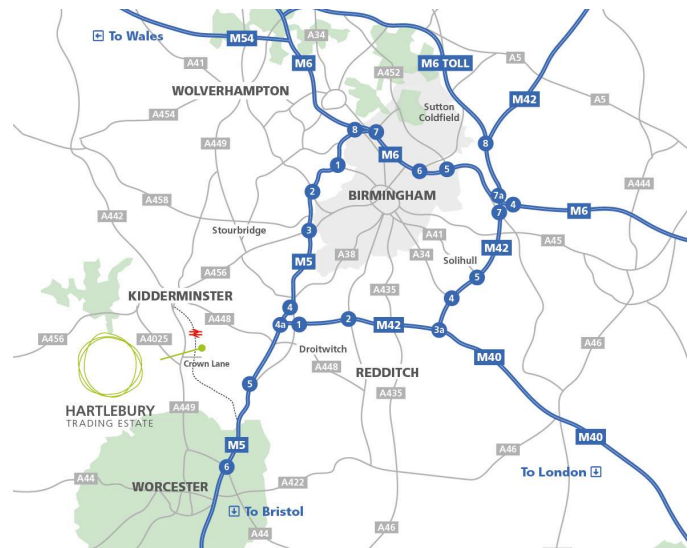 To Wales
M54
A34
M6
A41
A452
M6 TOLL
A5
WOLVERHAMPTON
M42
A5
Sutton
Coldfield
A454
8
7
A449
M6
8
1
6
5
2
BIRMINGHAM
7a
4
A444
A458
7
M6
A442
Stourbridge
3
A41
A45
M42
A38
A34
Solihull
M5
A456
5
A435
KIDDERMINSTER
4
4
A448
4a
1
2
M42
3a
A456
A4025
Droitwitch
A46
M40
Crown Lane
A448
REDDITCH
5
A435
HARTLEBURY
TRADING ESTATE
A449
M40
M5
A46
6
To London
A44
A422
WORCESTER
To Bristol
A44
A46